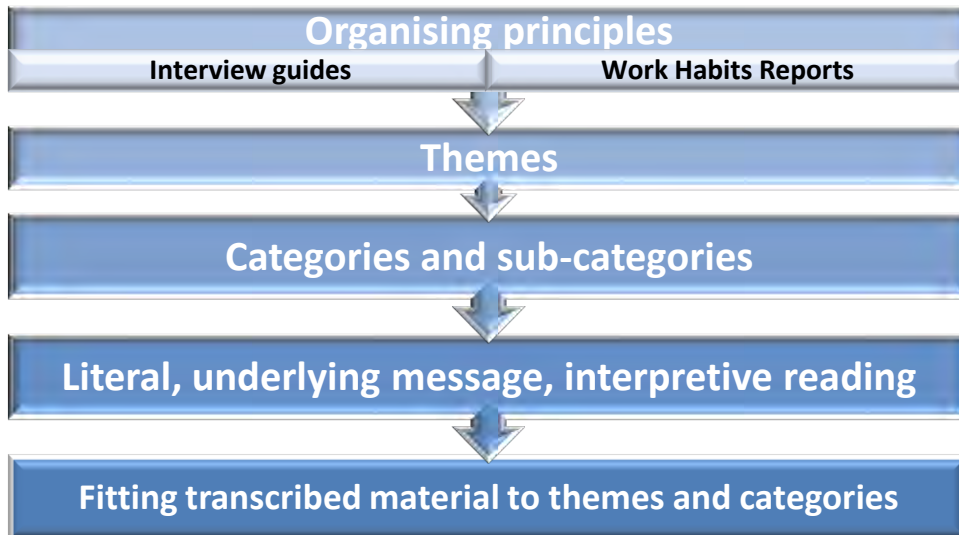 Organising principles
Interview guides Work Habits Reports
Themes
Categories and sub-categories
Literal, underlying message, interpretive reading
Fitting transcribed material to themes and categories